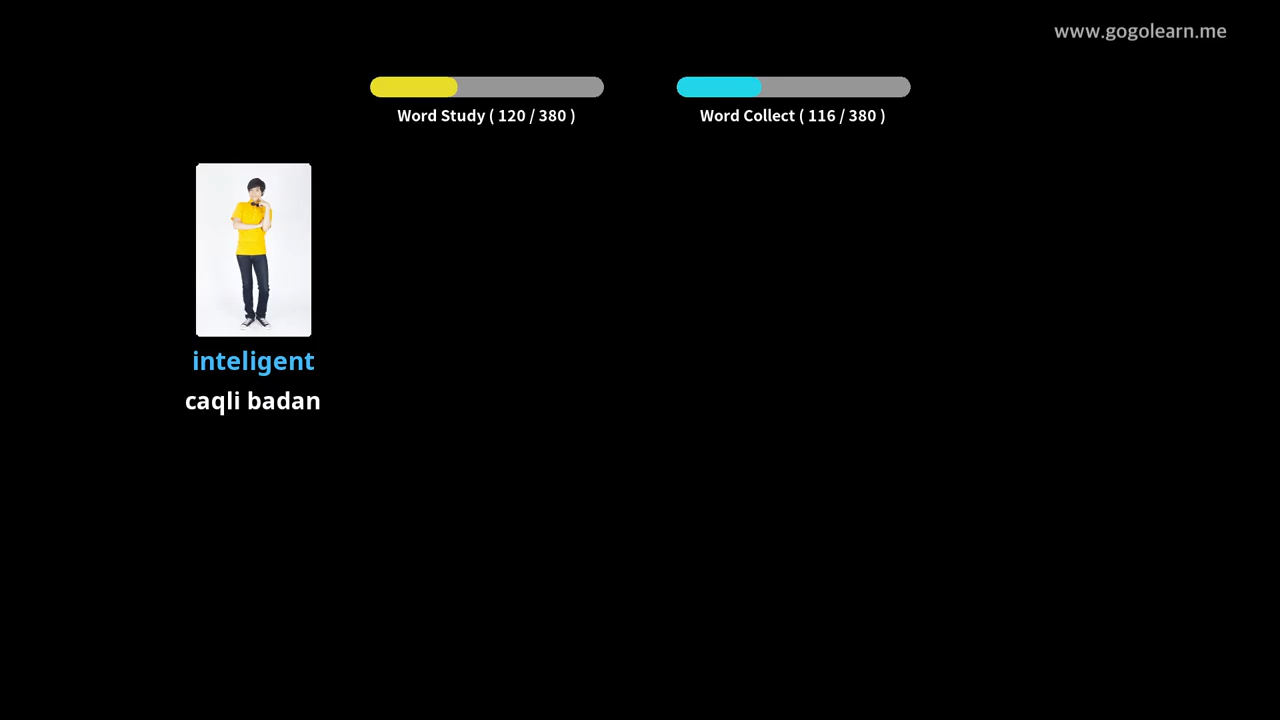 www.gogolearn.me
Word Study ( 120 / 380 )
Word Collect ( 116 / 380 )
inteligent
caqli badan